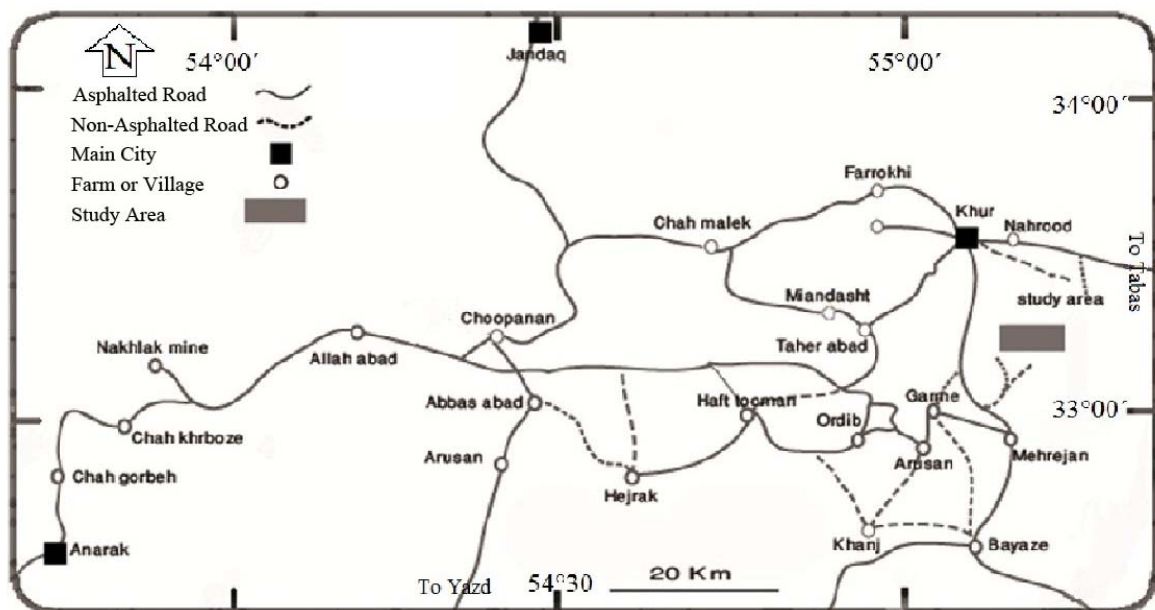 N
54°00′
Jandaq
55°00′
34°00′
Asphalted Road
Non-Asphalted Road
Main City
Farm or Village
Study Area
Farrokhi
Khur
Nahrood
Chah malek
To Tabas
Miandasht
study area
Choopanan
Taher abad
Nakhlak mine
Allah abad
Abbas abad
Haft tooman
Garme
33°00′
Chah khrboze
Ordib
Arusan
Arusan
Mehrejan
Chah gorbeh
Hejrak
Khanj
Bayaze
Anarak
To Yazd
54°30
20 Km